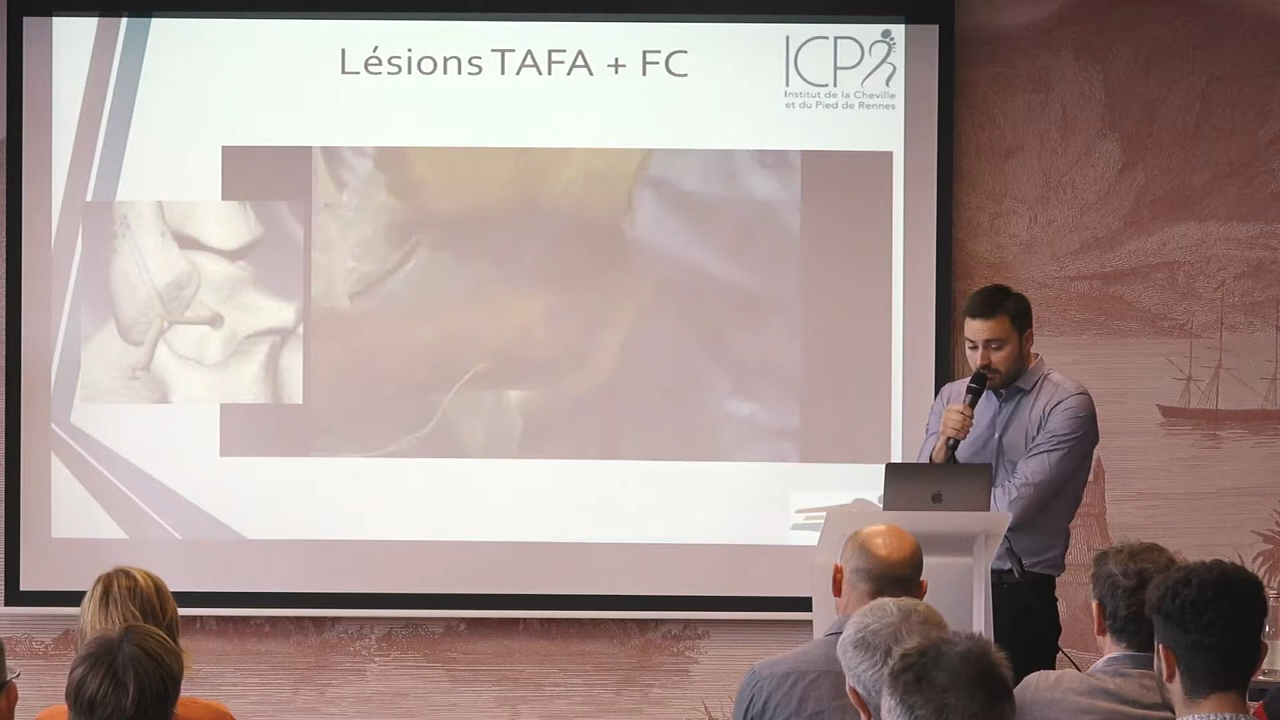 Lésions TAFA + FC
ICP
Institut de la Cheville
et du Pied de Rennes